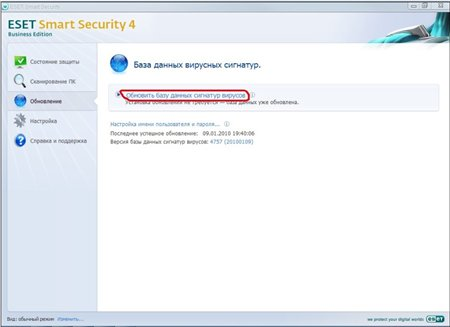 ESET Smart Security
ESET Smart Security 4
Business Edition
Состояние защиты
Сканирование ПК
Обновление
Настройка
Справка и поддержка
База данных вирусных сигнатур.
Обновить базу данных сигнатур вирусов
Установка обновления не требуется — база данных уже обновлена.
Настройка имени пользователя и пароля...
Последнее успешное обновление: 09.01.2010 19:40:06
Версия базы данных сигнатур вирусов: 4757 (20100109)
Вид: обычный режим Изменить...
we protect your digital worlds eset